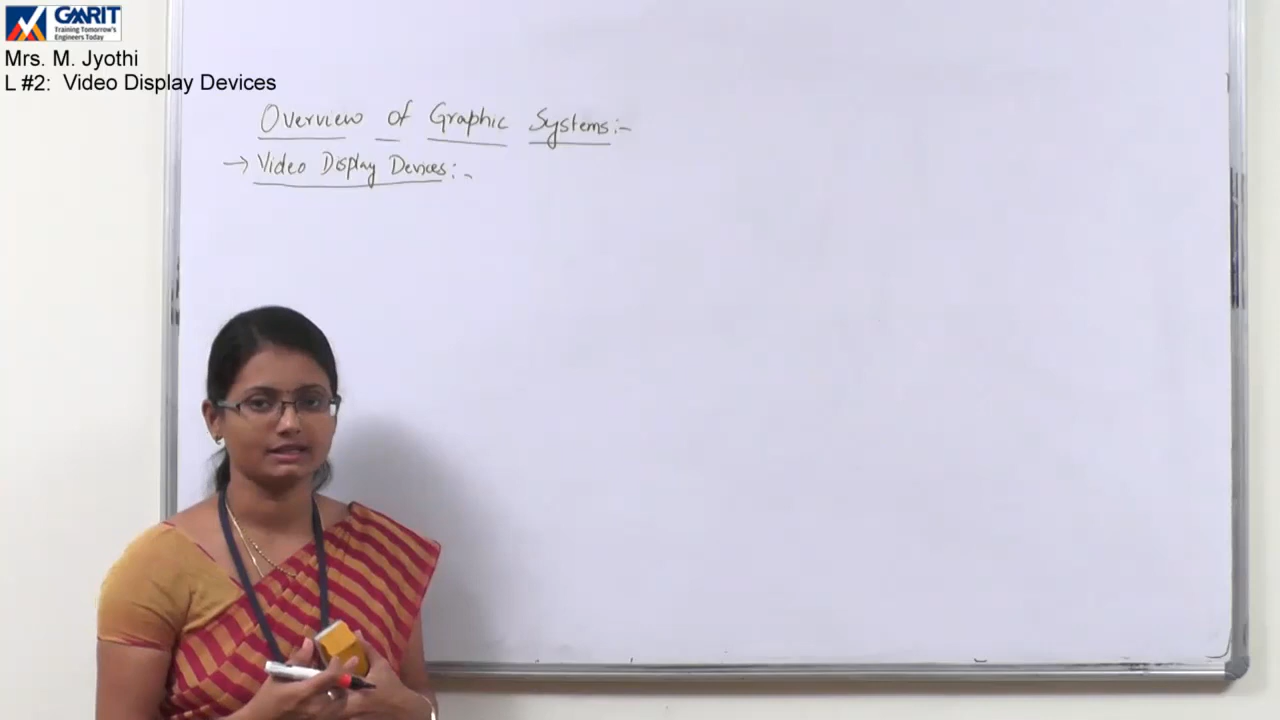 GMRIT
Training Tomorrow's
Engineers Today
Mrs. M. Jyothi
L #2: Video Display Devices
Overview of Graphic Systems:-
→ Video Display Devices:-